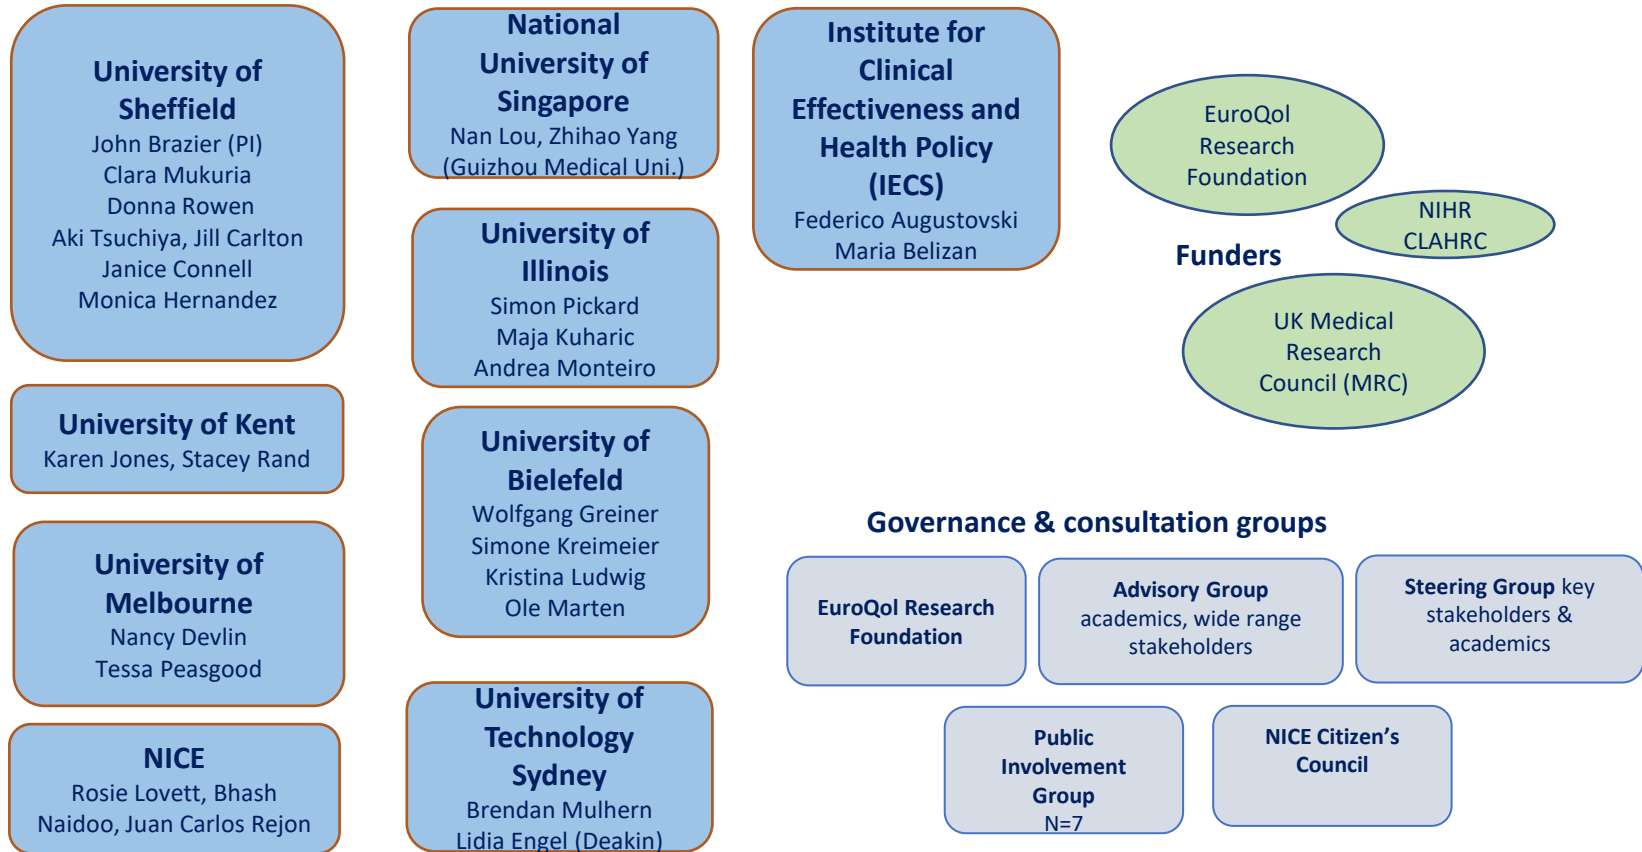 University of
Sheffield
John Brazier (PI)
Clara Mukuria
Donna Rowen
Aki Tsuchiya, Jill Carlton
Janice Connell
Monica Hernandez
University of Kent
Karen Jones, Stacey Rand
University of
Melbourne
Nancy Devlin
Tessa Peasgood
NICE
Rosie Lovett, Bhash
Naidoo, Juan Carlos Rejon
National
University of
Singapore
Nan Lou, Zhihao Yang
(Guizhou Medical Uni.)
University of
Illinois
Simon Pickard
Maja Kuharic
Andrea Monteiro
University of
Bielefeld
Wolfgang Greiner
Simone Kreimeier
Kristina Ludwig
Ole Marten
University of
Technology
Sydney
Brendan Mulhern
Lidia Engel (Deakin)
Institute for
Clinical
Effectiveness and
Health Policy
(IECS)
Federico Augustovski
Maria Belizan
EuroQol
Research
Foundation
NIHR
CLAHRC
Funders
UK Medical
Research
Council (MRC)
Governance & consultation groups
EuroQol Research
Foundation
Advisory Group
academics, wide range
stakeholders
Steering Group key
stakeholders &
academics
Public
Involvement
Group
N=7
NICE Citizen’s
Council